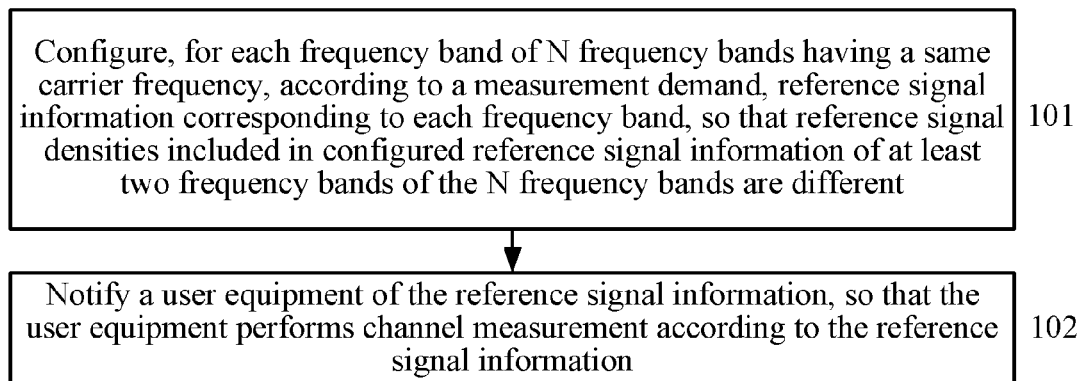 Configure, for each frequency band of N frequency bands having a same
carrier frequency, according to a measurement demand, reference signal
information corresponding to each frequency band, so that reference signal
densities included in configured reference signal information of at least
two frequency bands of the N frequency bands are different
101
Notify a user equipment of the reference signal information, so that the
user equipment performs channel measurement according to the reference
signal information
102